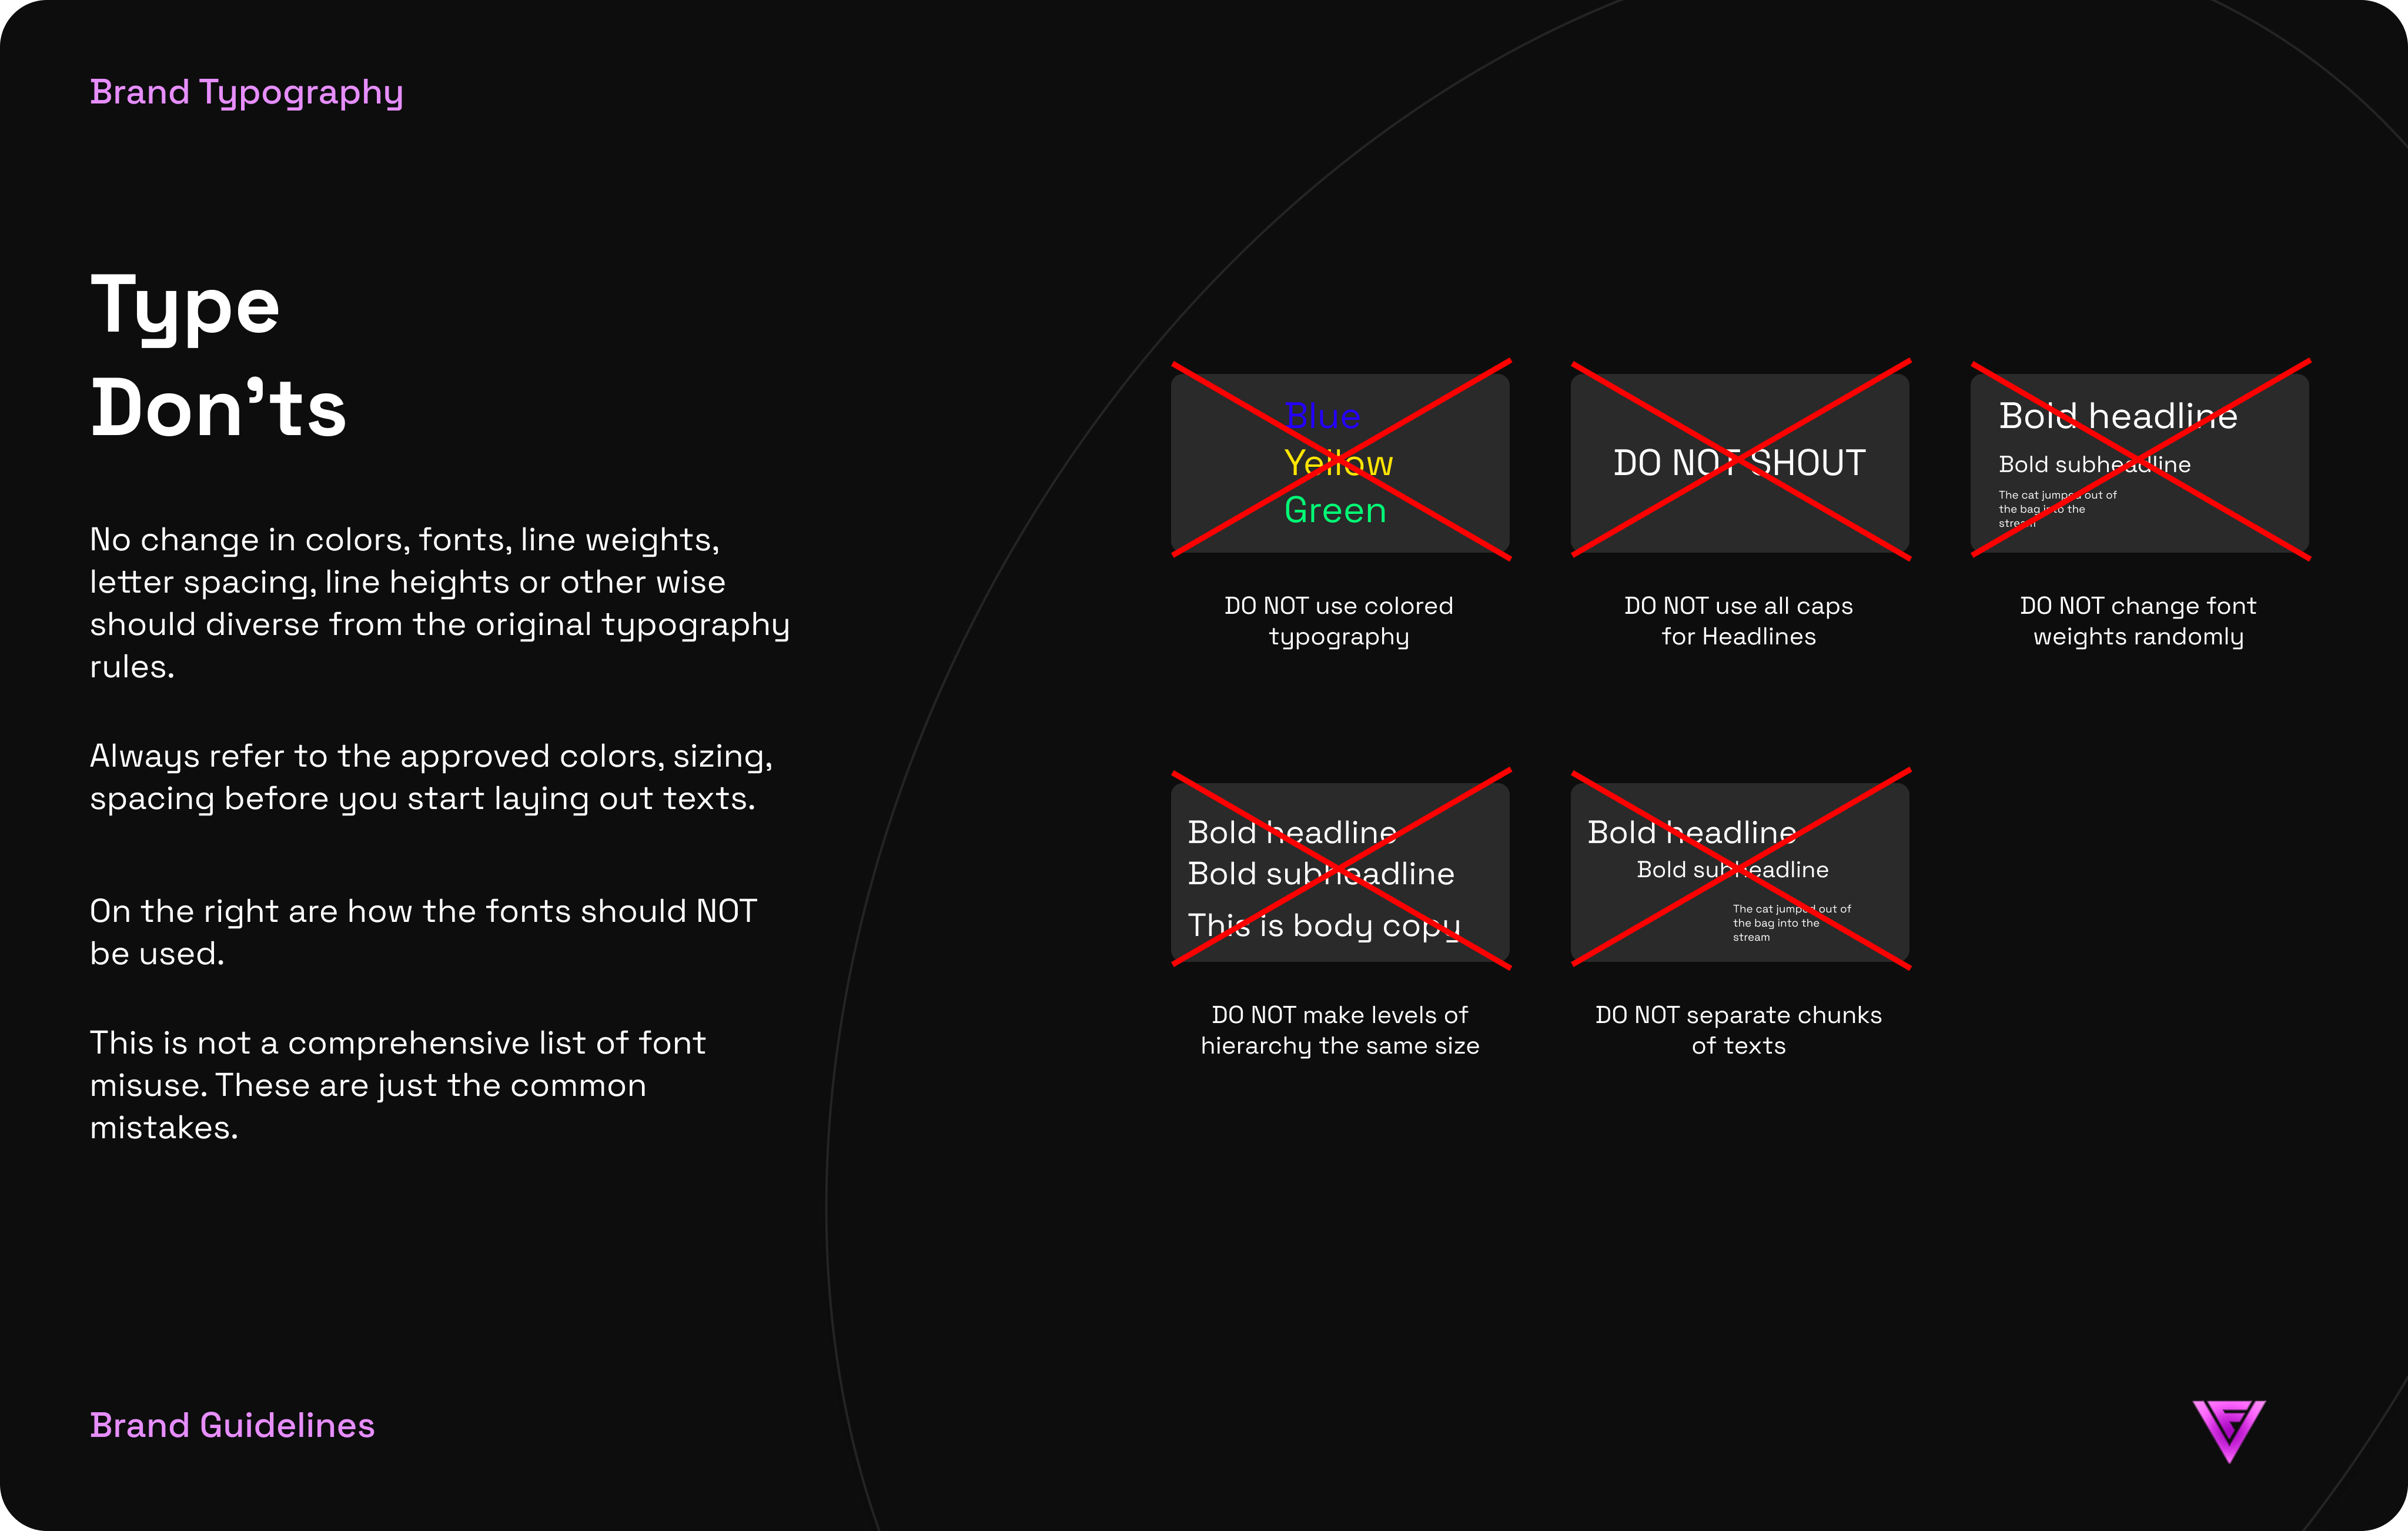 Brand Typography
Type
Don’ts
No change in colors, fonts, line weights,
letter spacing, line heights or other wise
should diverse from the original typography
rules.
Always refer to the approved colors, sizing,
spacing before you start laying out texts.
On the right are how the fonts should NOT
be used.
This is not a comprehensive list of font
misuse. These are just the common
mistakes.
Blue
Yellow
Green
DO NOT use colored
typography
DO NOT SHOUT
DO NOT use all caps
for Headlines
Bold headline
Bold subheadline
The cat jumped out of
the bag into the
stream
DO NOT change font
weights randomly
Bold headline
Bold subheadline
This is body copy
DO NOT make levels of
hierarchy the same size
Bold headline
Bold subheadline
The cat jumped out of
the bag into the
stream
DO NOT separate chunks
of texts
Brand Guidelines